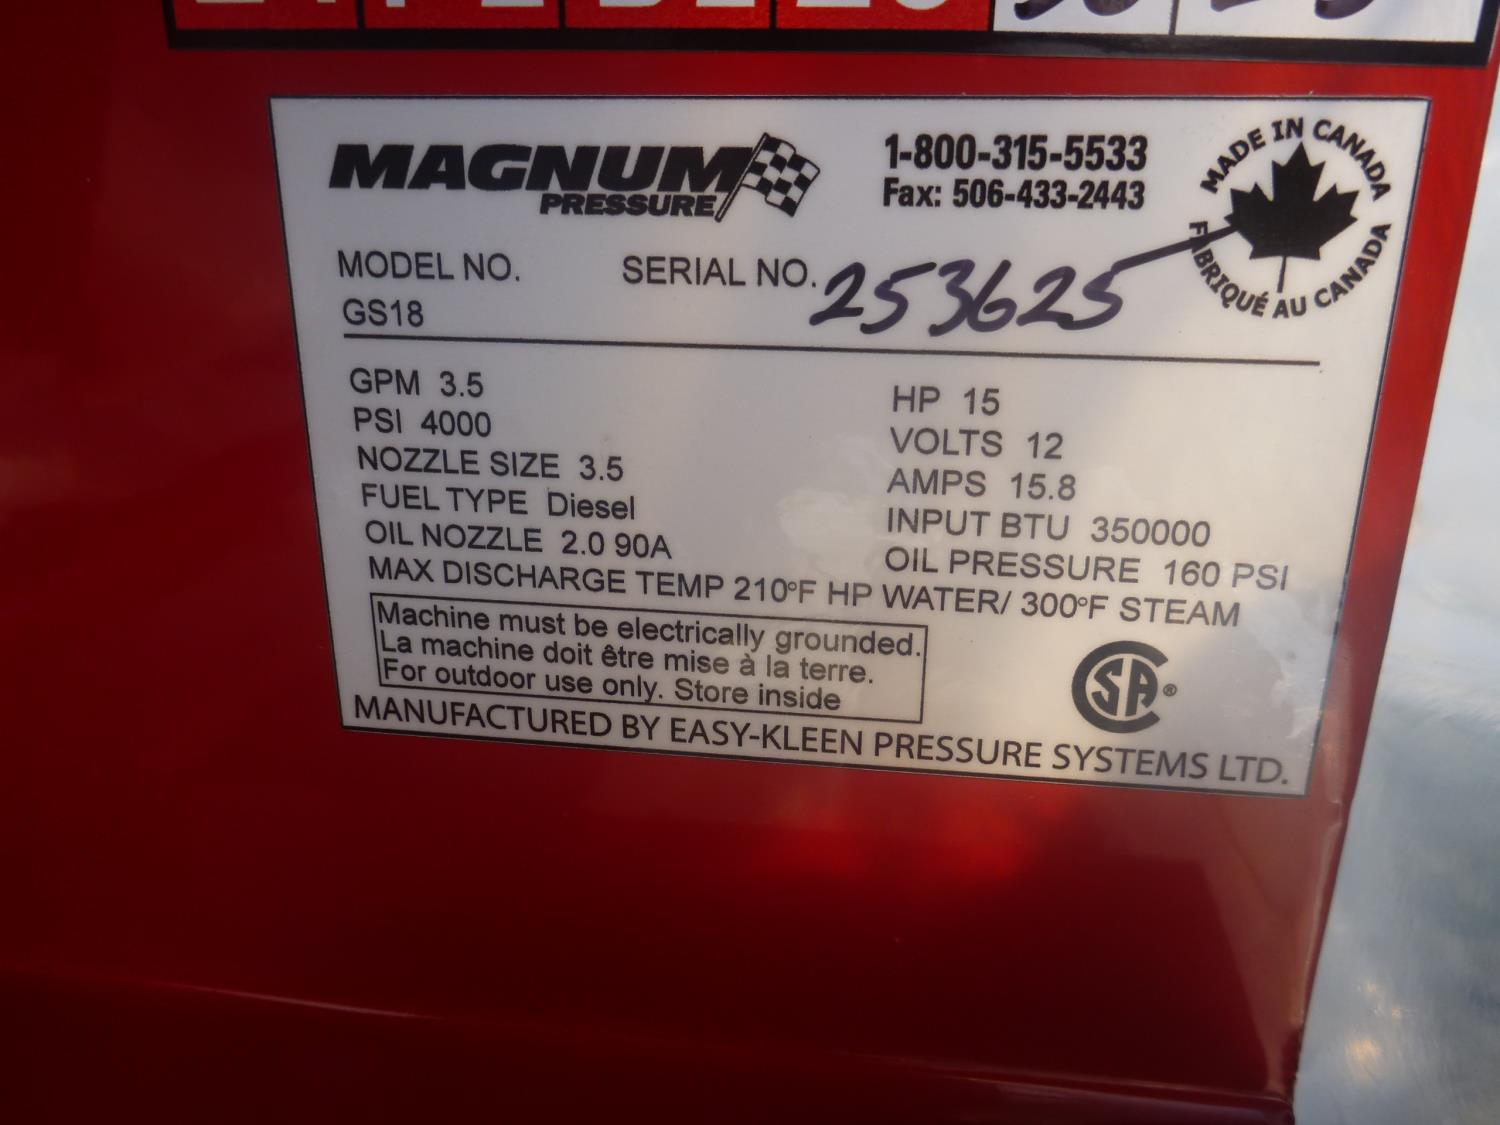 MAGNUM
PRESSURE
1-800-315-5533
Fax: 506-433-2443
MADE IN CANADA
FABRIQUÉ AU CANADA
MODEL NO.
GS18
SERIAL NO. 253625
GPM 3.5
PSI 4000
NOZZLE SIZE 3.5
FUEL TYPE Diesel
OIL NOZZLE 2.0 90A
HP 15
VOLTS 12
AMPS 15.8
INPUT BTU 350000
OIL PRESSURE 160 PSI
MAX DISCHARGE TEMP 210°F HP WATER/ 300°F STEAM
Machine must be electrically grounded.
La machine doit être mise à la terre.
For outdoor use only. Store inside
CSA®
MANUFACTURED BY EASY-KLEEN PRESSURE SYSTEMS LTD.